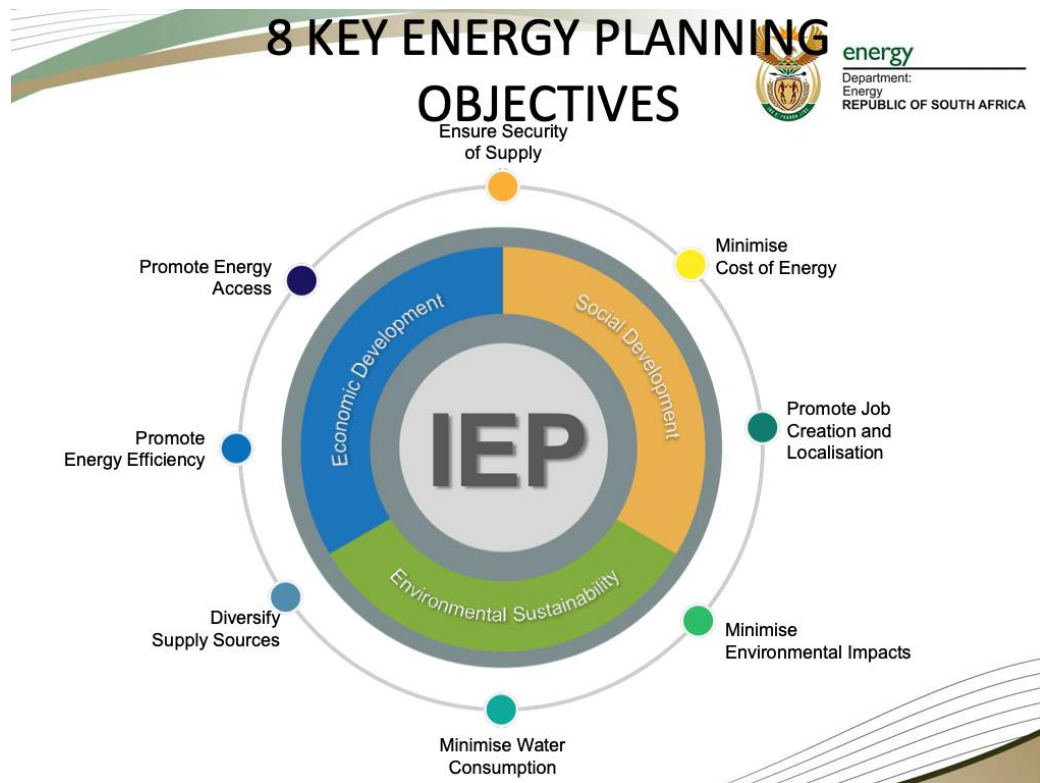 8 KEY ENERGY PLANNING
OBJECTIVES
energy
Department:
Energy
REPUBLIC OF SOUTH AFRICA
Ensure Security
of Supply
Minimise
Cost of Energy
Promote Job
Creation and
Localisation
Minimise
Environmental Impacts
Minimise Water
Consumption
Diversify
Supply Sources
Promote
Energy Efficiency
Promote Energy
Access
Economic Development
Social Development
Environmental Sustainability
IEP